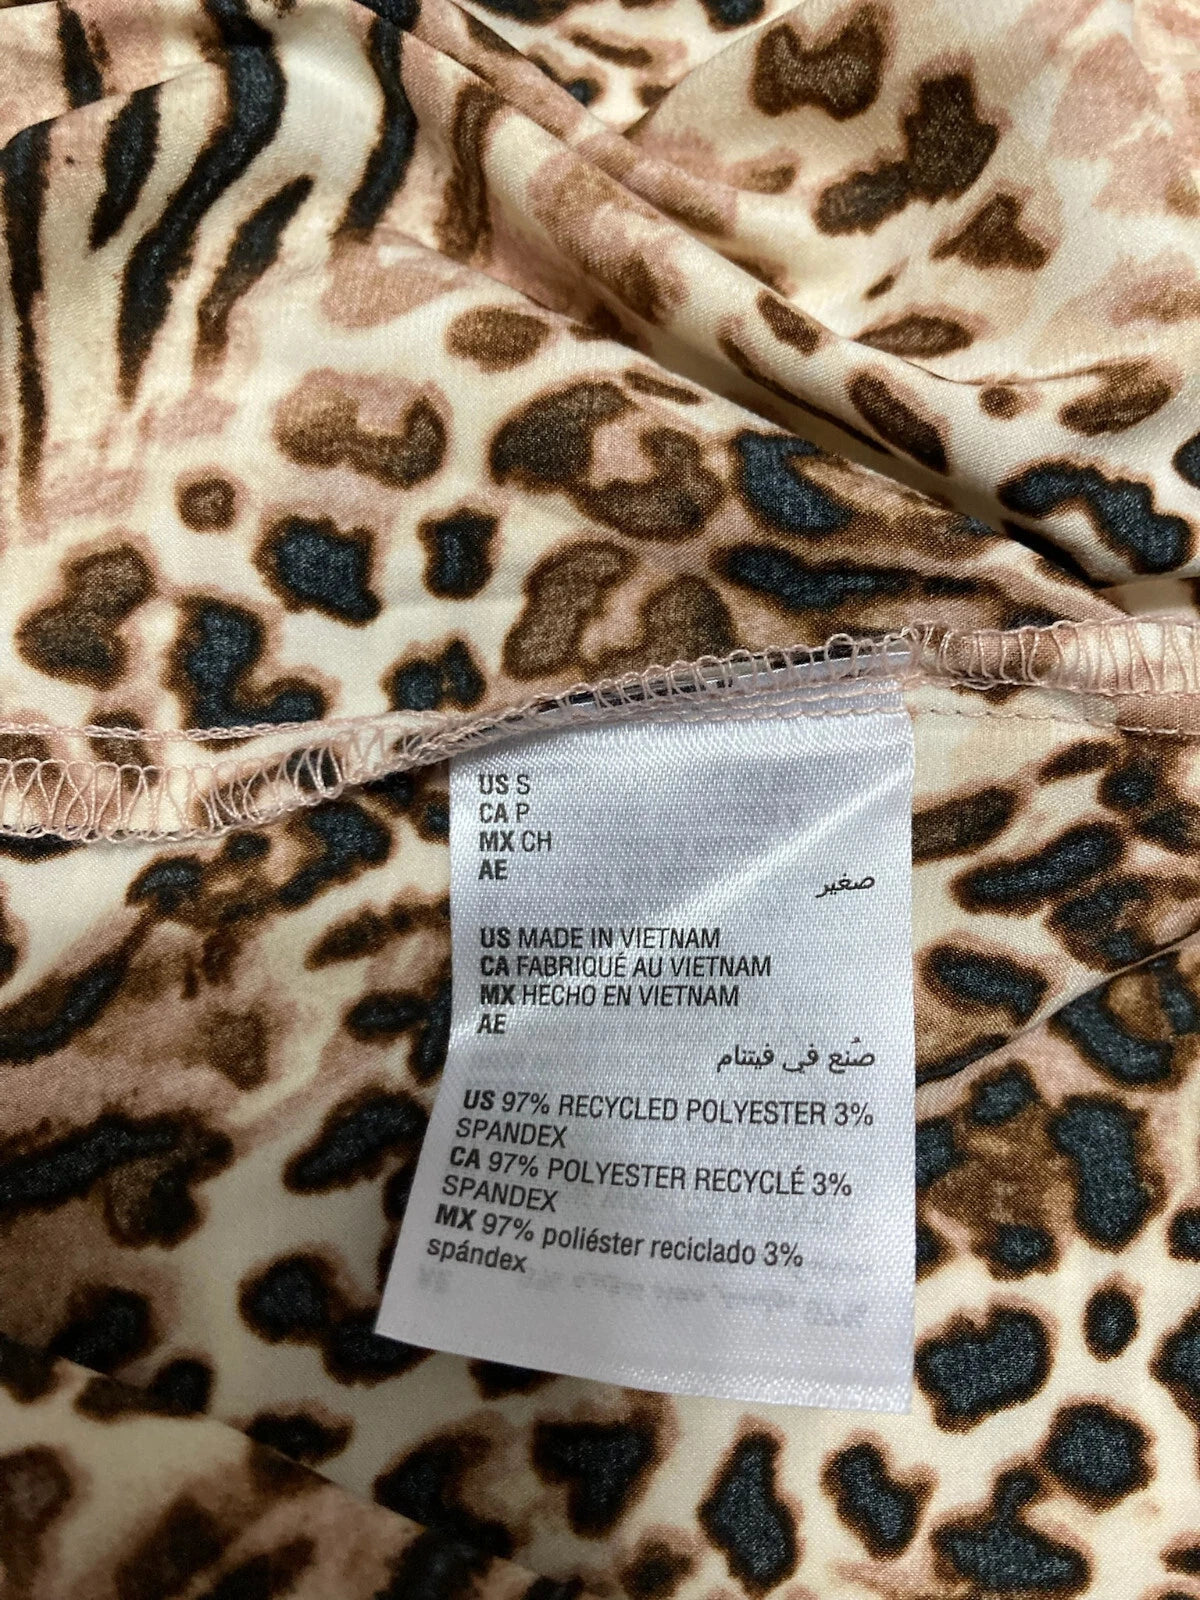 US S
CA P
MX CH
AE
صغير
US MADE IN VIETNAM
CA FABRIQUÉ AU VIETNAM
MX HECHO EN VIETNAM
AE
صُنع في فيتنام
US 97% RECYCLED POLYESTER 3%
SPANDEX
CA 97% POLYESTER RECYCLÉ 3%
SPANDEX
MX 97% poliéster reciclado 3%
spándex